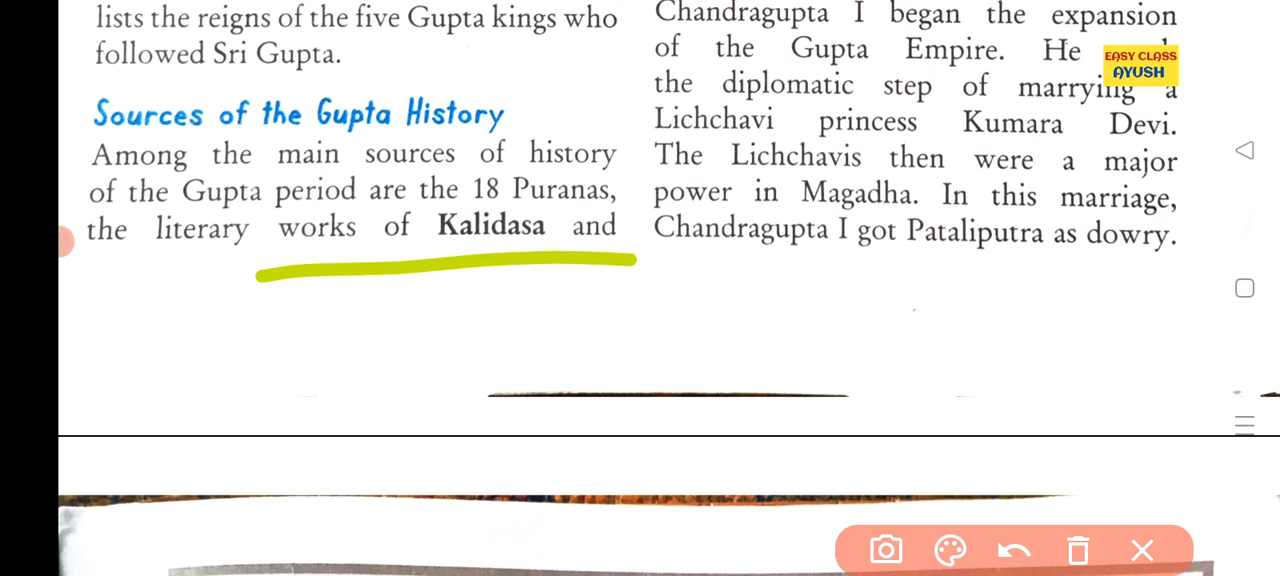 lists the reigns of the five Gupta kings who
followed Sri Gupta.
Sources of the Gupta History
Among the main sources of history
of the Gupta period are the 18 Puranas,
the literary works of Kalidasa and
Chandragupta I began the expansion
of the Gupta Empire. He
the diplomatic step of marrying a
Lichchavi princess Kumara Devi.
The Lichchavis then were a major
power in Magadha. In this marriage,
Chandragupta I got Pataliputra as dowry.
EASY CLASS
AYUSH